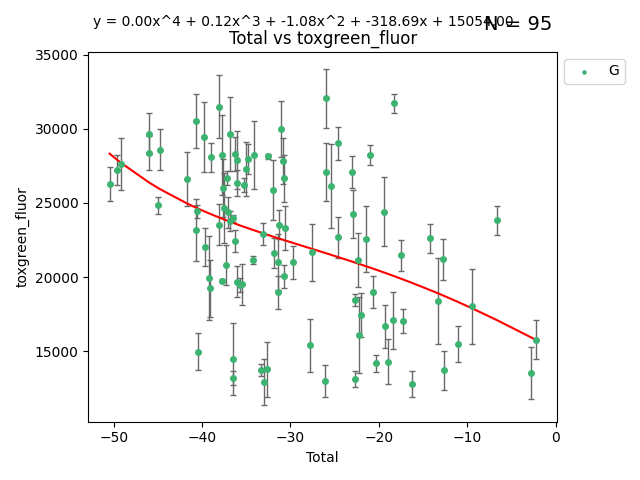 y = 0.00x^4 + 0.12x^3 + -1.08x^2 + -318.69x + 15054.00
N = 95
Total vs toxgreen_fluor
G
toxgreen_fluor
35000
30000
25000
20000
15000
−50 −40 −30 −20 −10 0
Total